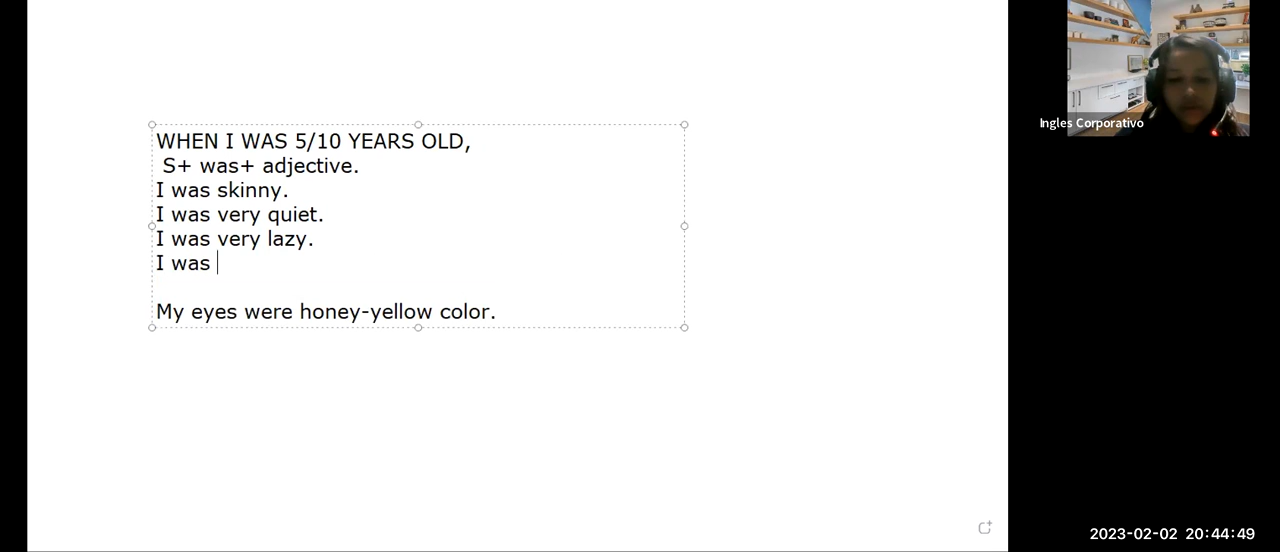 WHEN I WAS 5/10 YEARS OLD,
S+ was+ adjective.
I was skinny.
I was very quiet.
I was very lazy.
I was
My eyes were honey-yellow color.
Ingles Corporativo
2023-02-02 20:44:49